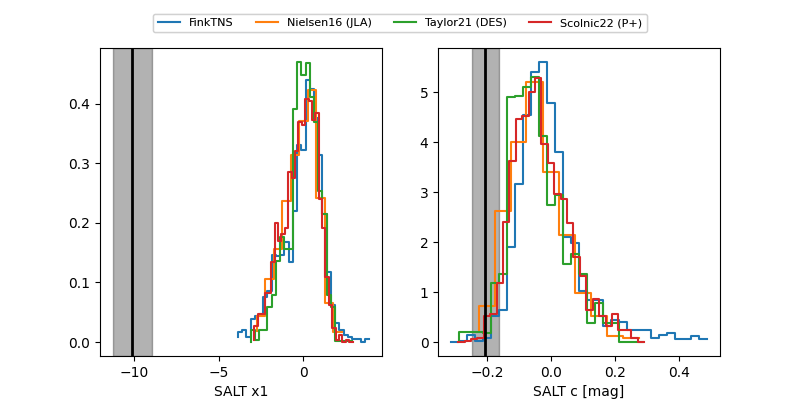 FinkTNS Nielsen16 (JLA) Taylor21 (DES) Scolnic22 (P+)
0.4
0.3
0.2
0.1
0.0
−10 −5 0
SALT x1
5
4
3
2
1
0
−0.2 0.0 0.2 0.4
SALT c [mag]